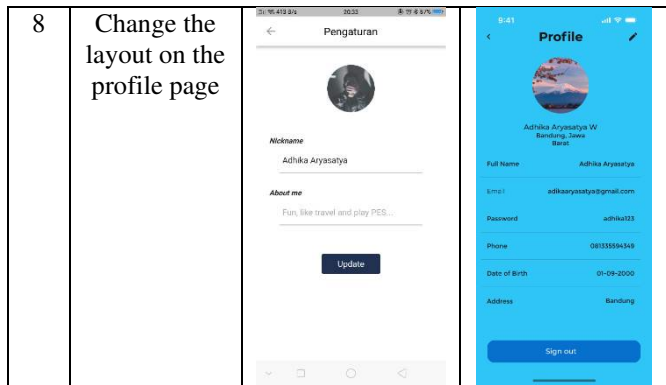 8
Change the
layout on the
profile page
20:33
Pengaturan
Nickname
Adhika Aryasatya
About me
Fun, like travel and play PES...
Update
9:41
Profile
Adhika Aryasatya W
Bandung, Jawa
Barat
Full Name Adhika Aryasatya
Email adikaaryasatya@gmail.com
Password adhika123
Phone 081335594349
Date of Birth 01-09-2000
Address Bandung
Sign out